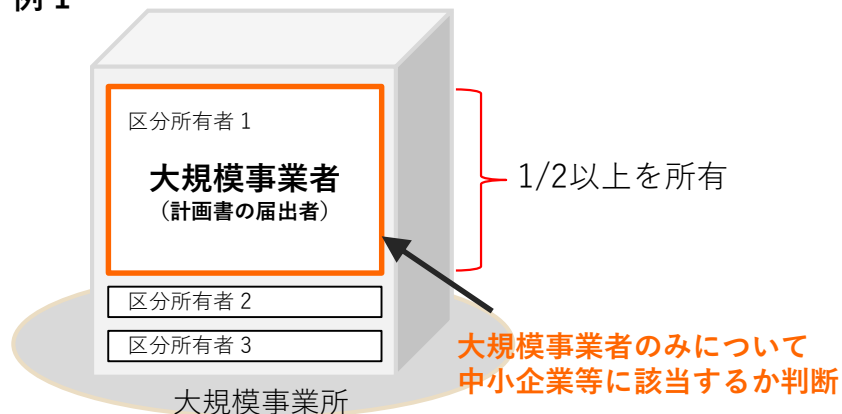 例１
区分所有者１
大規模事業者
（計画書の届出者）
1/2以上を所有
区分所有者２
区分所有者３
大規模事業者のみについて
中小企業等に該当するか判断
大規模事業所